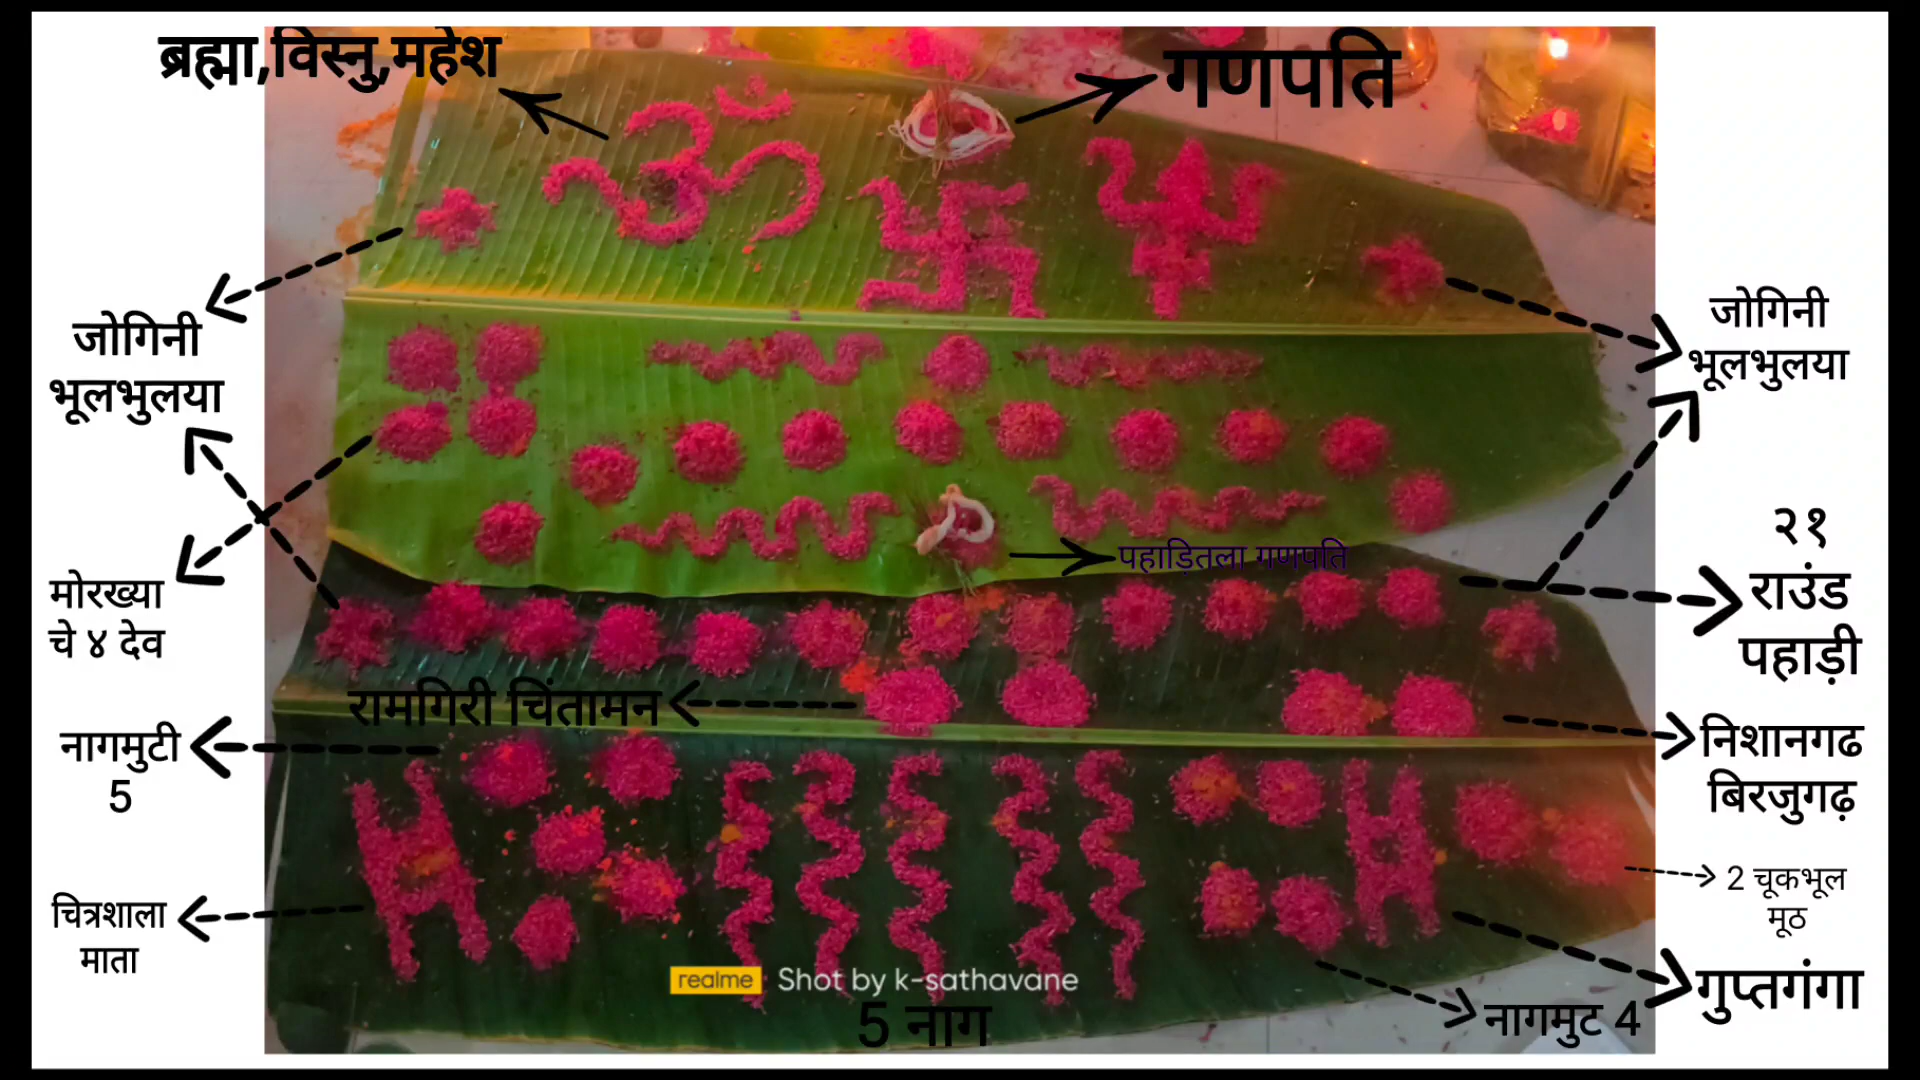 ब्रह्मा,विस्नु,महेश
गणपति
जोगिनी
भूलभुलया
जोगिनी
भूलभुलया
२१
राउंड
पहाडी़
पहाड़ितला गणपति
मोरख्या
चे ४ देव
रामगिरी चिंतामन
नागमुटी
5
निशानगढ
बिरजुगढ़
2 चूकभूल
मूठ
चित्रशाला
माता
गुप्तगंगा
नागमुट 4
realme Shot by k-sathavane
5 नाग